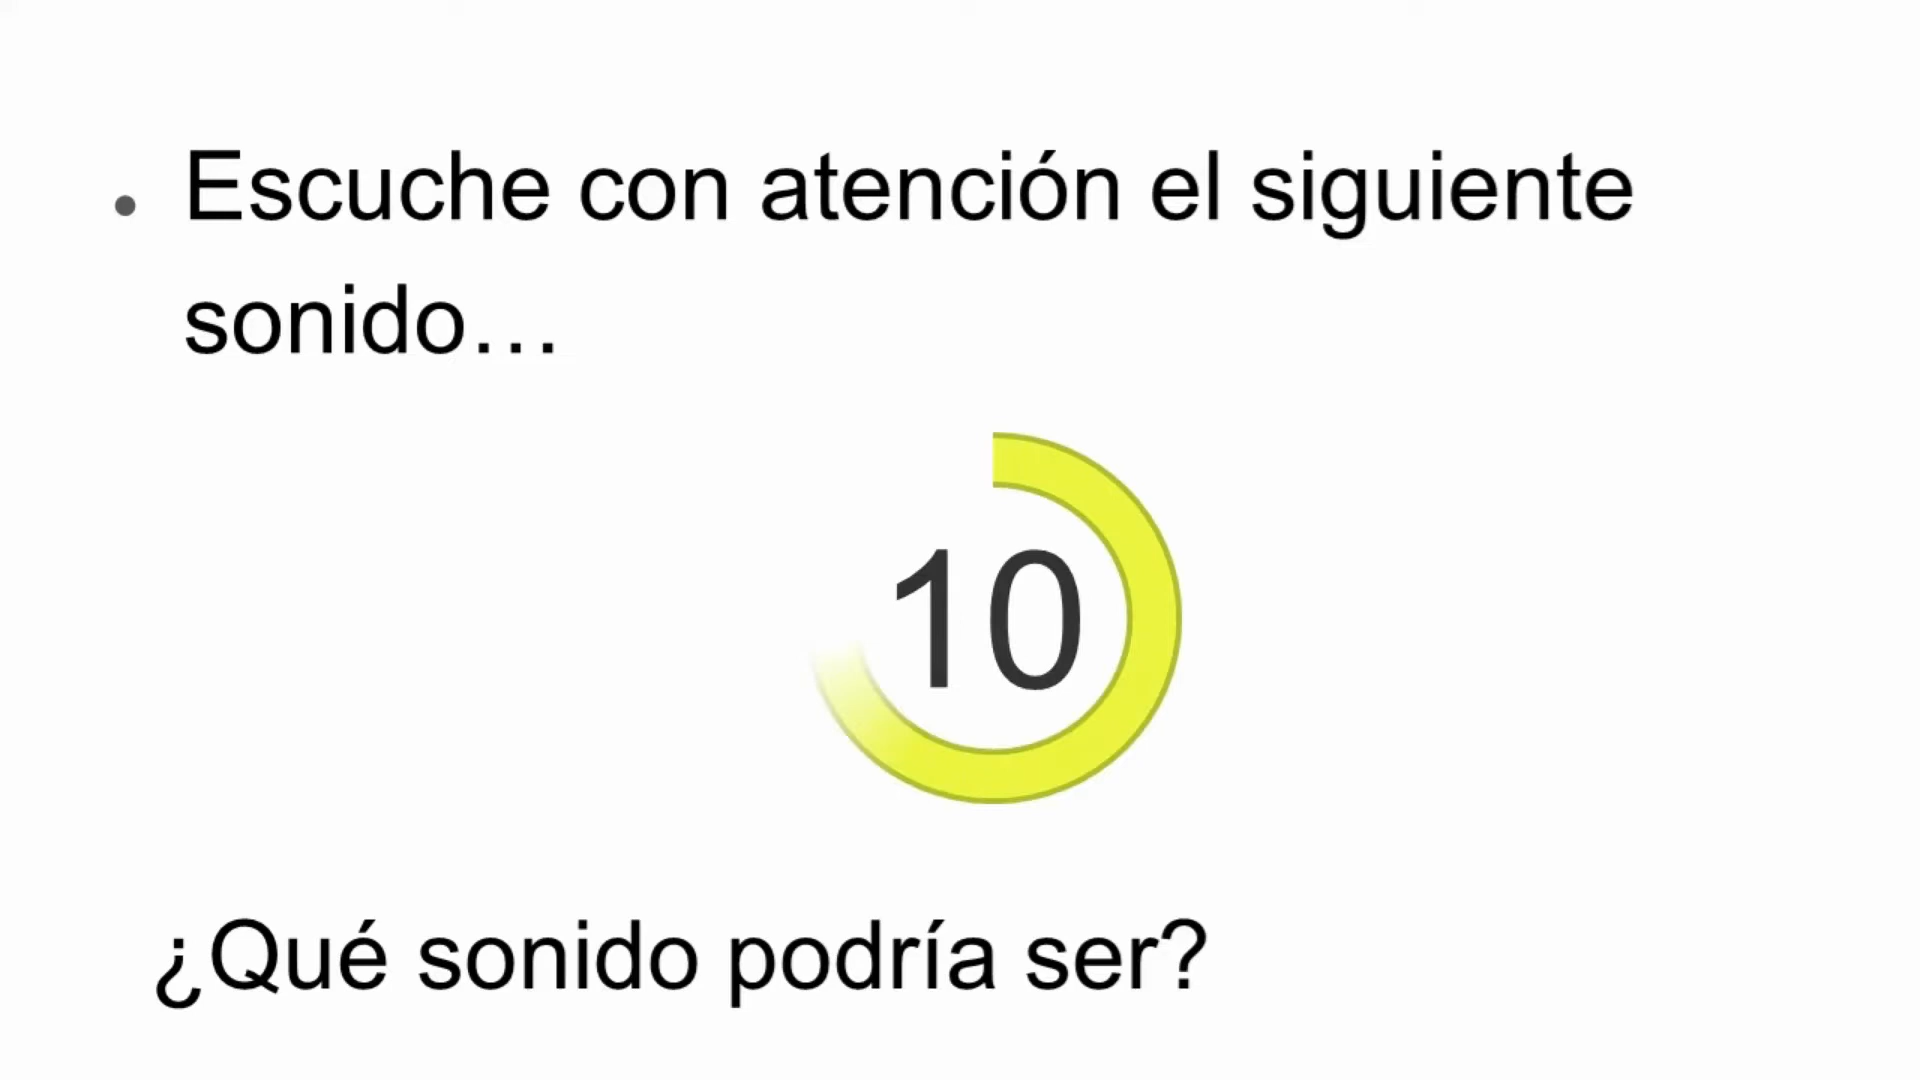 • Escuche con atención el siguiente
sonido…
10
¿Qué sonido podría ser?